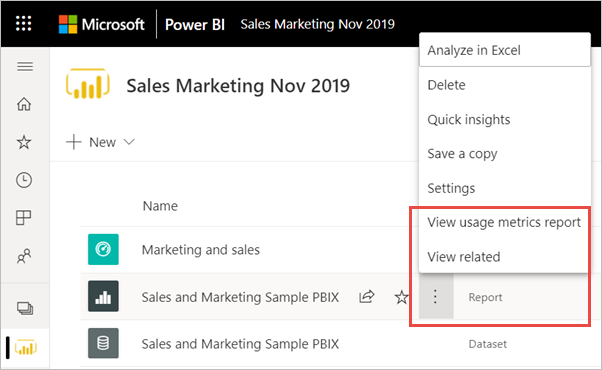 Microsoft Power BI Sales Marketing Nov 2019
Analyze in Excel
Sales Marketing Nov 2019
Delete
Quick insights
New
Save a copy
Settings
Name
View usage metrics report
Marketing and sales
View related
Sales and Marketing Sample PBIX Report
Sales and Marketing Sample PBIX Dataset